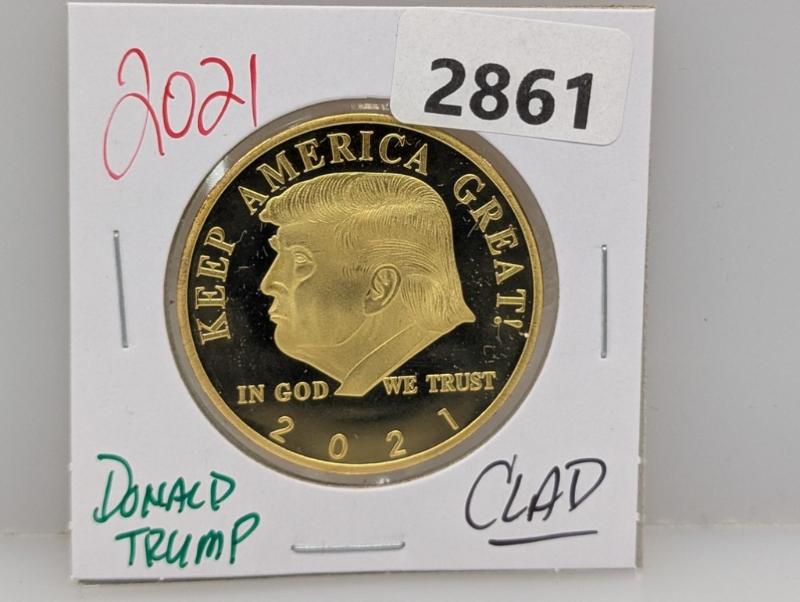 2021
2861
KEEP AMERICA GREAT!
IN GOD WE TRUST
2021
DONALD
TRUMP
CLAD